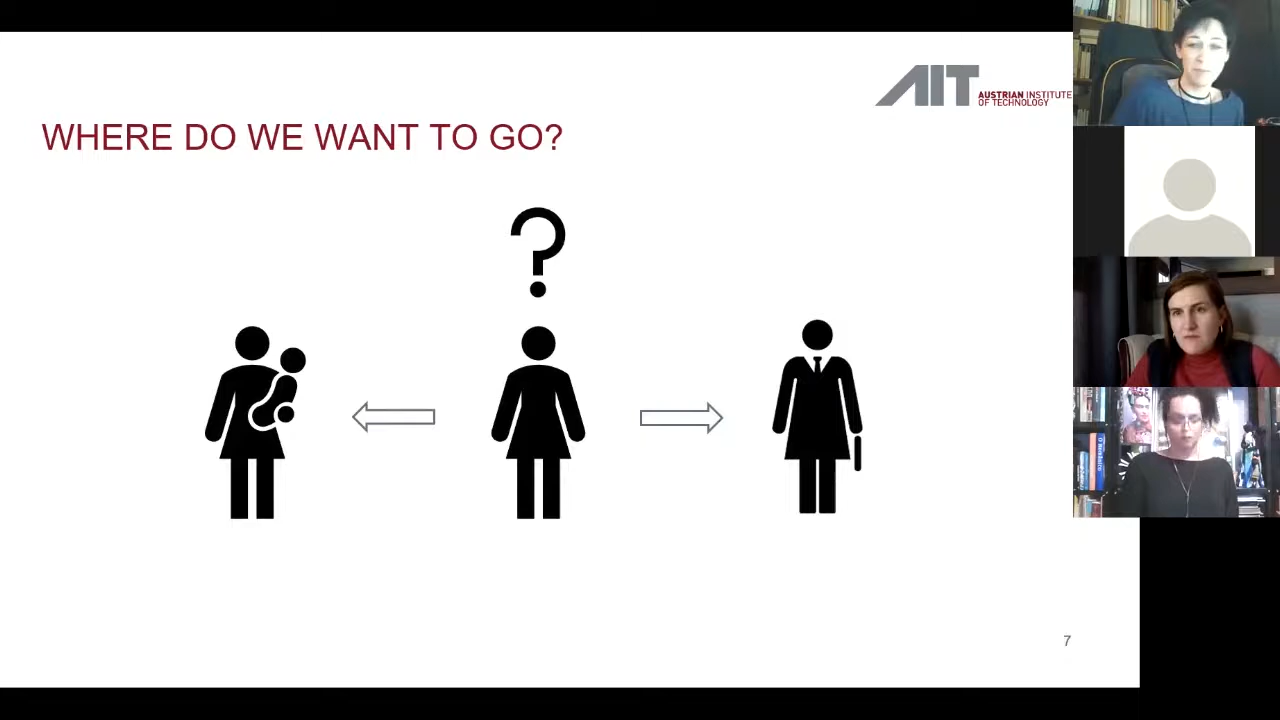 AIT
AUSTRIAN INSTITUTE
OF TECHNOLOGY
WHERE DO WE WANT TO GO?
?
7